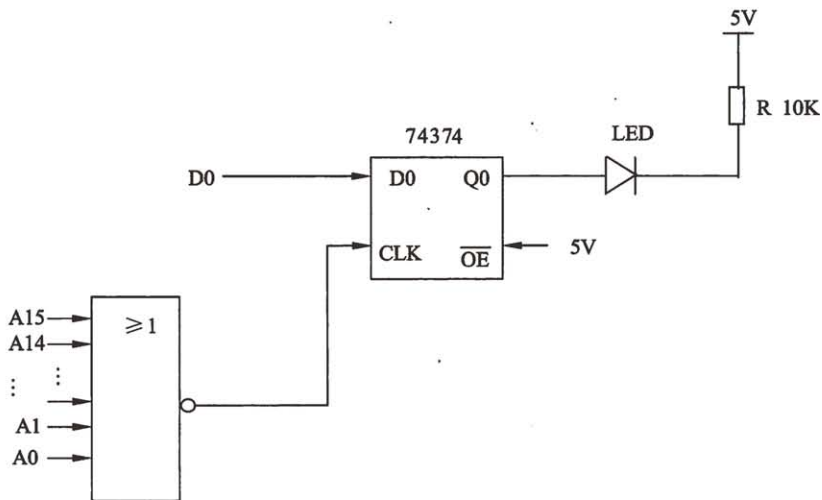 5V
R 10K
LED
74374
D0
D0 Q0
CLK
OE
5V
≥1
A15
A14
⋮ ⋮
A1
A0